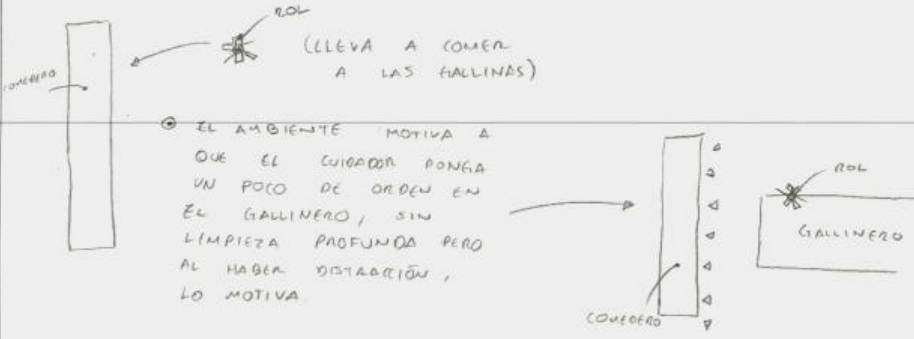 ROL
(LLEVA A COMER
A LAS GALLINAS)
COMEDERO
EL AMBIENTE MOTIVA A
QUE EL CUIDADOR PONGA
UN POCO DE ORDEN EN
EL GALLINERO, SIN
LIMPIEZA PROFUNDA PERO
AL HABER DISTRACCIÓN,
LO MOTIVA.
ROL
GALLINERO
COMEDERO